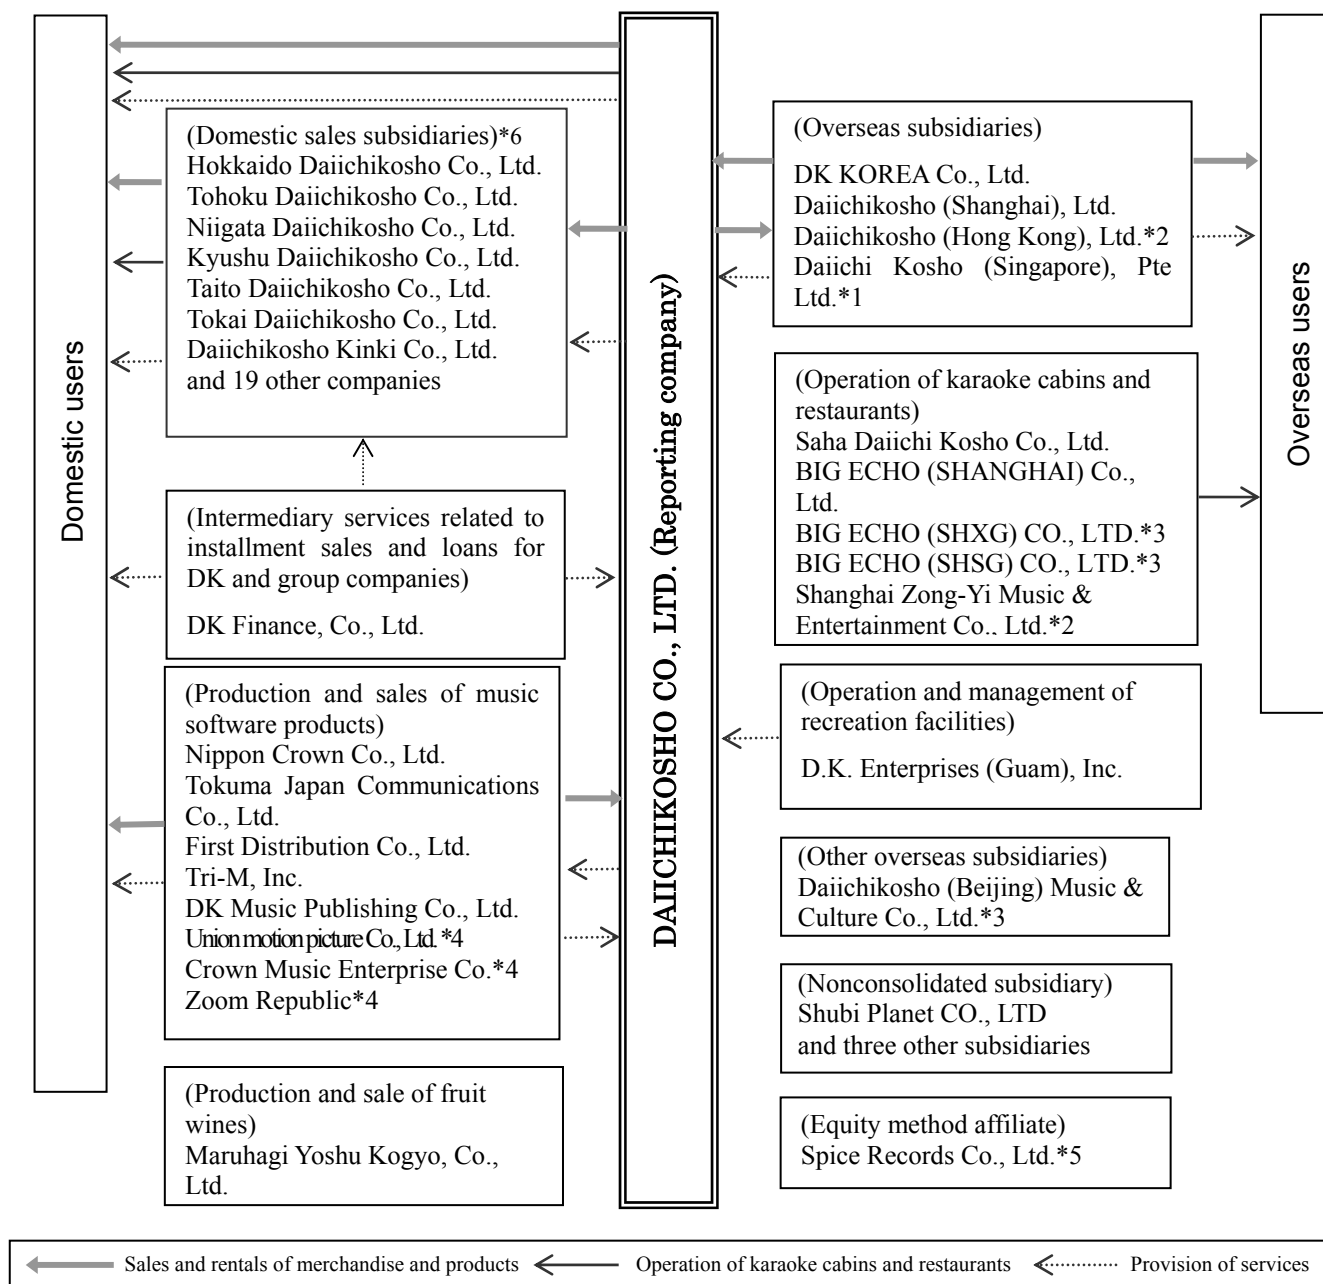 Domestic users
(Domestic sales subsidiaries)*6
Hokkaido Daiichikosho Co., Ltd.
Tohoku Daiichikosho Co., Ltd.
Niigata Daiichikosho Co., Ltd.
Kyushu Daiichikosho Co., Ltd.
Taito Daiichikosho Co., Ltd.
Tokai Daiichikosho Co., Ltd.
Daiichikosho Kinki Co., Ltd.
and 19 other companies
(Intermediary services related to
installment sales and loans for
DK and group companies)
DK Finance, Co., Ltd.
(Production and sales of music
software products)
Nippon Crown Co., Ltd.
Tokuma Japan Communications
Co., Ltd.
First Distribution Co., Ltd.
Tri-M, Inc.
DK Music Publishing Co., Ltd.
Union motion picture Co., Ltd. *4
Crown Music Enterprise Co.*4
Zoom Republic*4
(Production and sale of fruit
wines)
Maruhagi Yoshu Kogyo, Co.,
Ltd.
DAIICHIKOSHO CO., LTD. (Reporting company)
(Overseas subsidiaries)
DK KOREA Co., Ltd.
Daiichikosho (Shanghai), Ltd.
Daiichikosho (Hong Kong), Ltd.*2
Daiichi Kosho (Singapore), Pte
Ltd.*1
(Operation of karaoke cabins and
restaurants)
Saha Daiichi Kosho Co., Ltd.
BIG ECHO (SHANGHAI) Co.,
Ltd.
BIG ECHO (SHXG) CO., LTD.*3
BIG ECHO (SHSG) CO., LTD.*3
Shanghai Zong-Yi Music &
Entertainment Co., Ltd.*2
(Operation and management of
recreation facilities)
D.K. Enterprises (Guam), Inc.
(Other overseas subsidiaries)
Daiichikosho (Beijing) Music &
Culture Co., Ltd.*3
(Nonconsolidated subsidiary)
Shubi Planet CO., LTD
and three other subsidiaries
(Equity method affiliate)
Spice Records Co., Ltd.*5
Overseas users
Sales and rentals of merchandise and products
Operation of karaoke cabins and restaurants
Provision of services